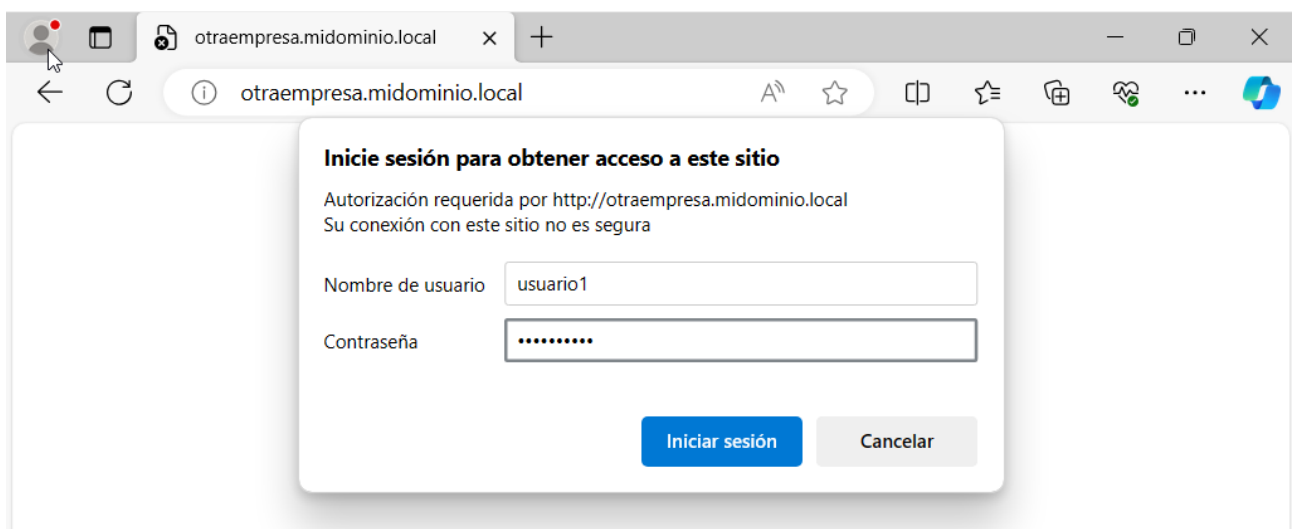 otraempresa.midominio.local
otraempresa.midominio.local
Inicie sesión para obtener acceso a este sitio
Autorización requerida por http://otraempresa.midominio.local
Su conexión con este sitio no es segura
Nombre de usuario usuario1
Contraseña ••••••••••
Iniciar sesión Cancelar